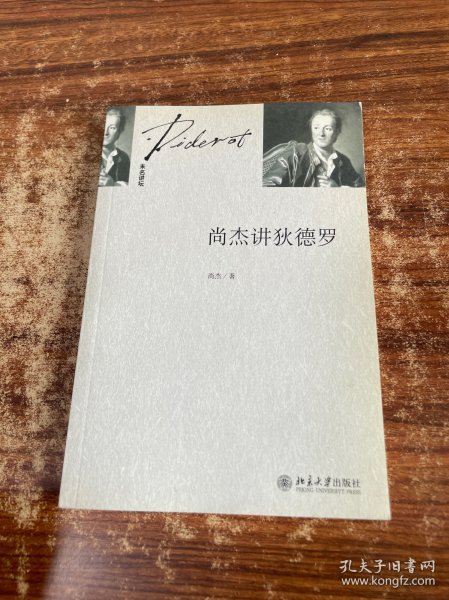 Diderot
未名讲坛
尚杰讲狄德罗
尚杰/著
北京大学出版社
PEKING UNIVERSITY PRESS
孔夫子旧书网
www.kongfz.com